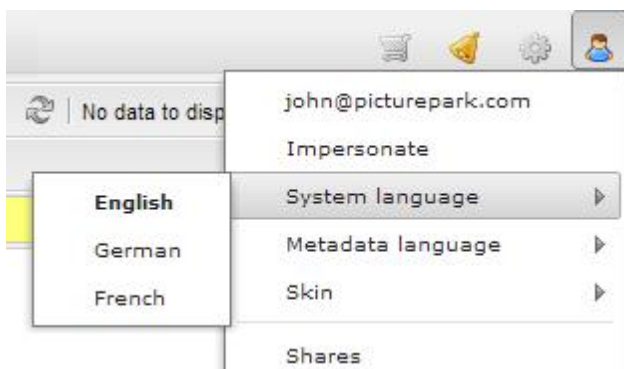 No data to disp
john@picturepark.com
Impersonate
System language
English
German
French
Metadata language
Skin
Shares